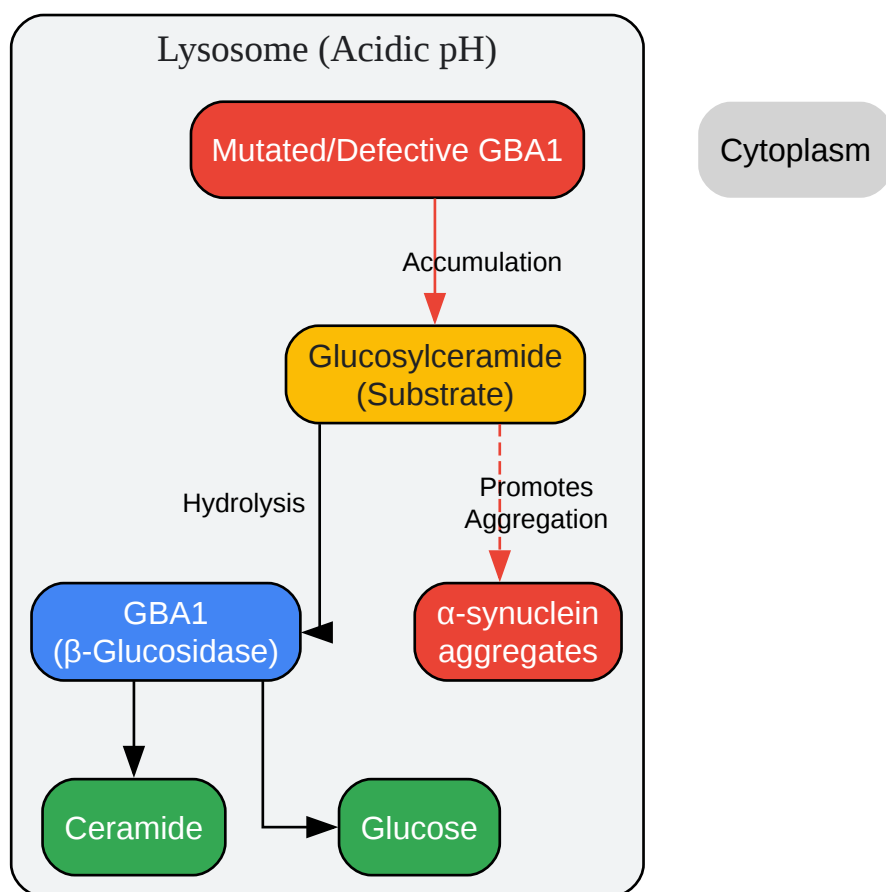 Lysosome (Acidic pH)
Mutated/Defective GBA1
Cytoplasm
Accumulation
Glucosylceramide
(Substrate)
Hydrolysis
Promotes
Aggregation
GBA1
(β-Glucosidase)
α-synuclein
aggregates
Ceramide
Glucose